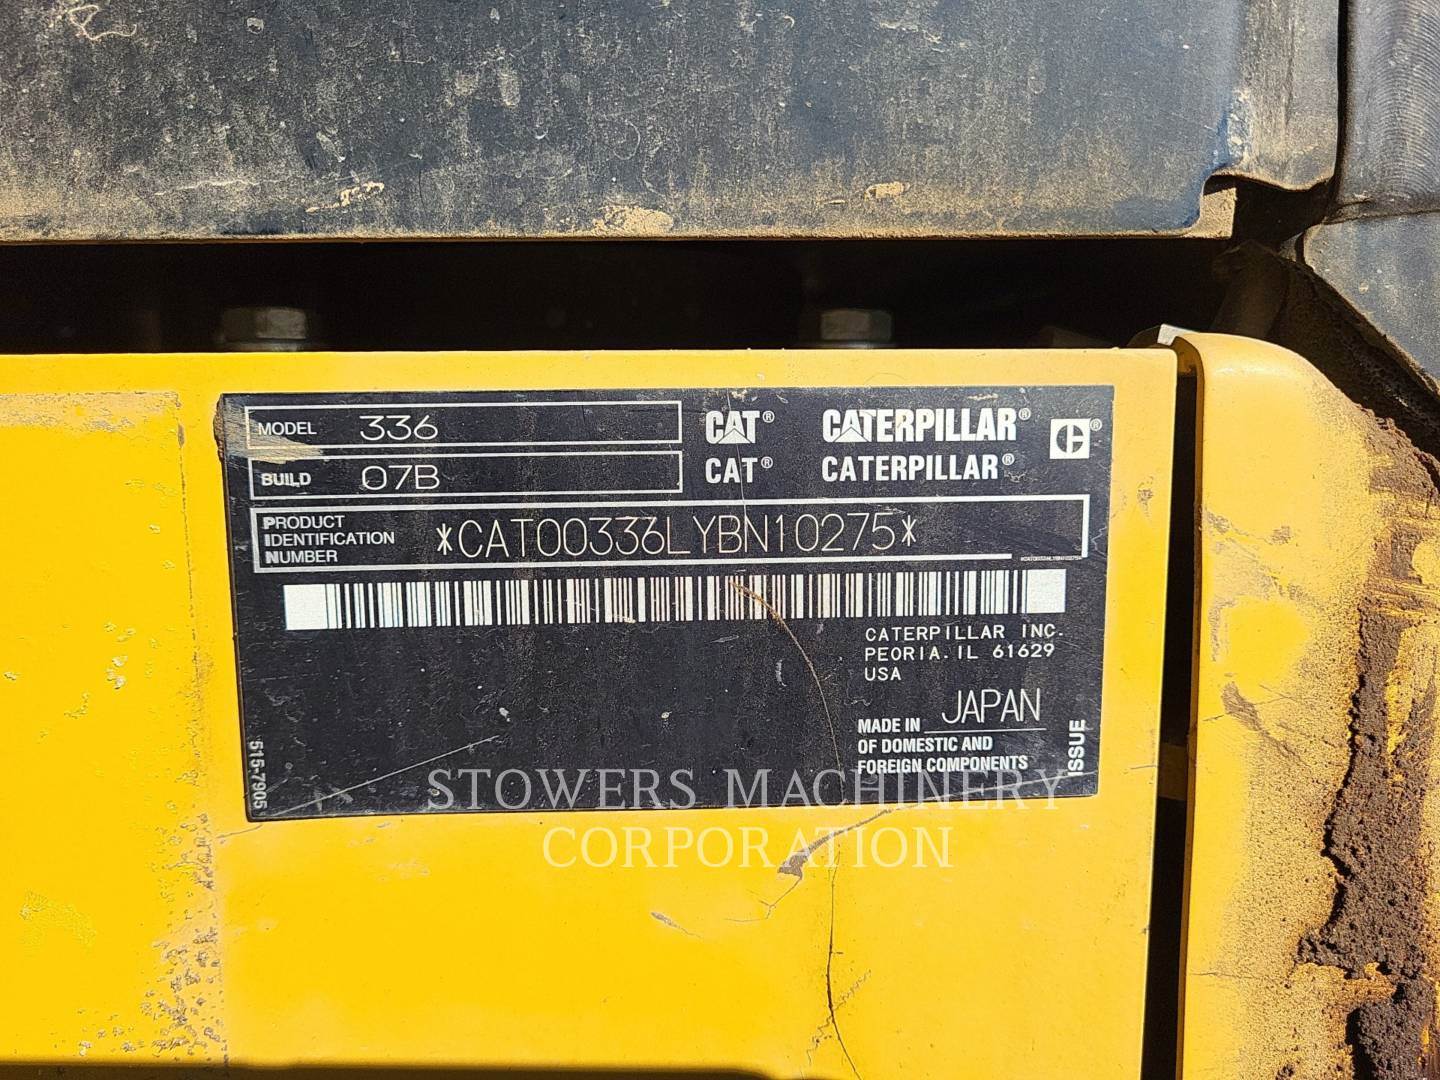 MODEL 336
BUILD 07B
CAT® CATERPILLAR® C®
CAT® CATERPILLAR®
PRODUCT
IDENTIFICATION
NUMBER
*CAT00336LYBN10275*
*CAT00336LYBN10275*
CATERPILLAR INC.
PEORIA. IL 61629
USA
MADE IN JAPAN
OF DOMESTIC AND
FOREIGN COMPONENTS
ISSUE
515-7905
STOWERS MACHINERY
CORPORATION